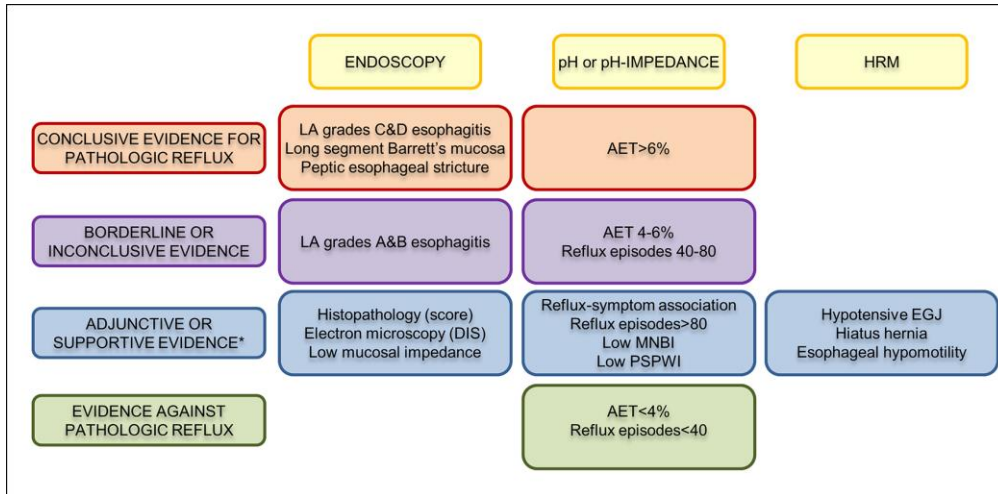 ENDOSCOPY
pH or pH-IMPEDANCE
HRM
CONCLUSIVE EVIDENCE FOR
PATHOLOGIC REFLUX
LA grades C&D esophagitis
Long segment Barrett's mucosa
Peptic esophageal stricture
AET>6%
BORDERLINE OR
INCONCLUSIVE EVIDENCE
LA grades A&B esophagitis
AET 4-6%
Reflux episodes 40-80
ADJUNCTIVE OR
SUPPORTIVE EVIDENCE*
Histopathology (score)
Electron microscopy (DIS)
Low mucosal impedance
Reflux-symptom association
Reflux episodes>80
Low MNBI
Low PSPWI
Hypotensive EGJ
Hiatus hernia
Esophageal hypomotility
EVIDENCE AGAINST
PATHOLOGIC REFLUX
AET<4%
Reflux episodes<40